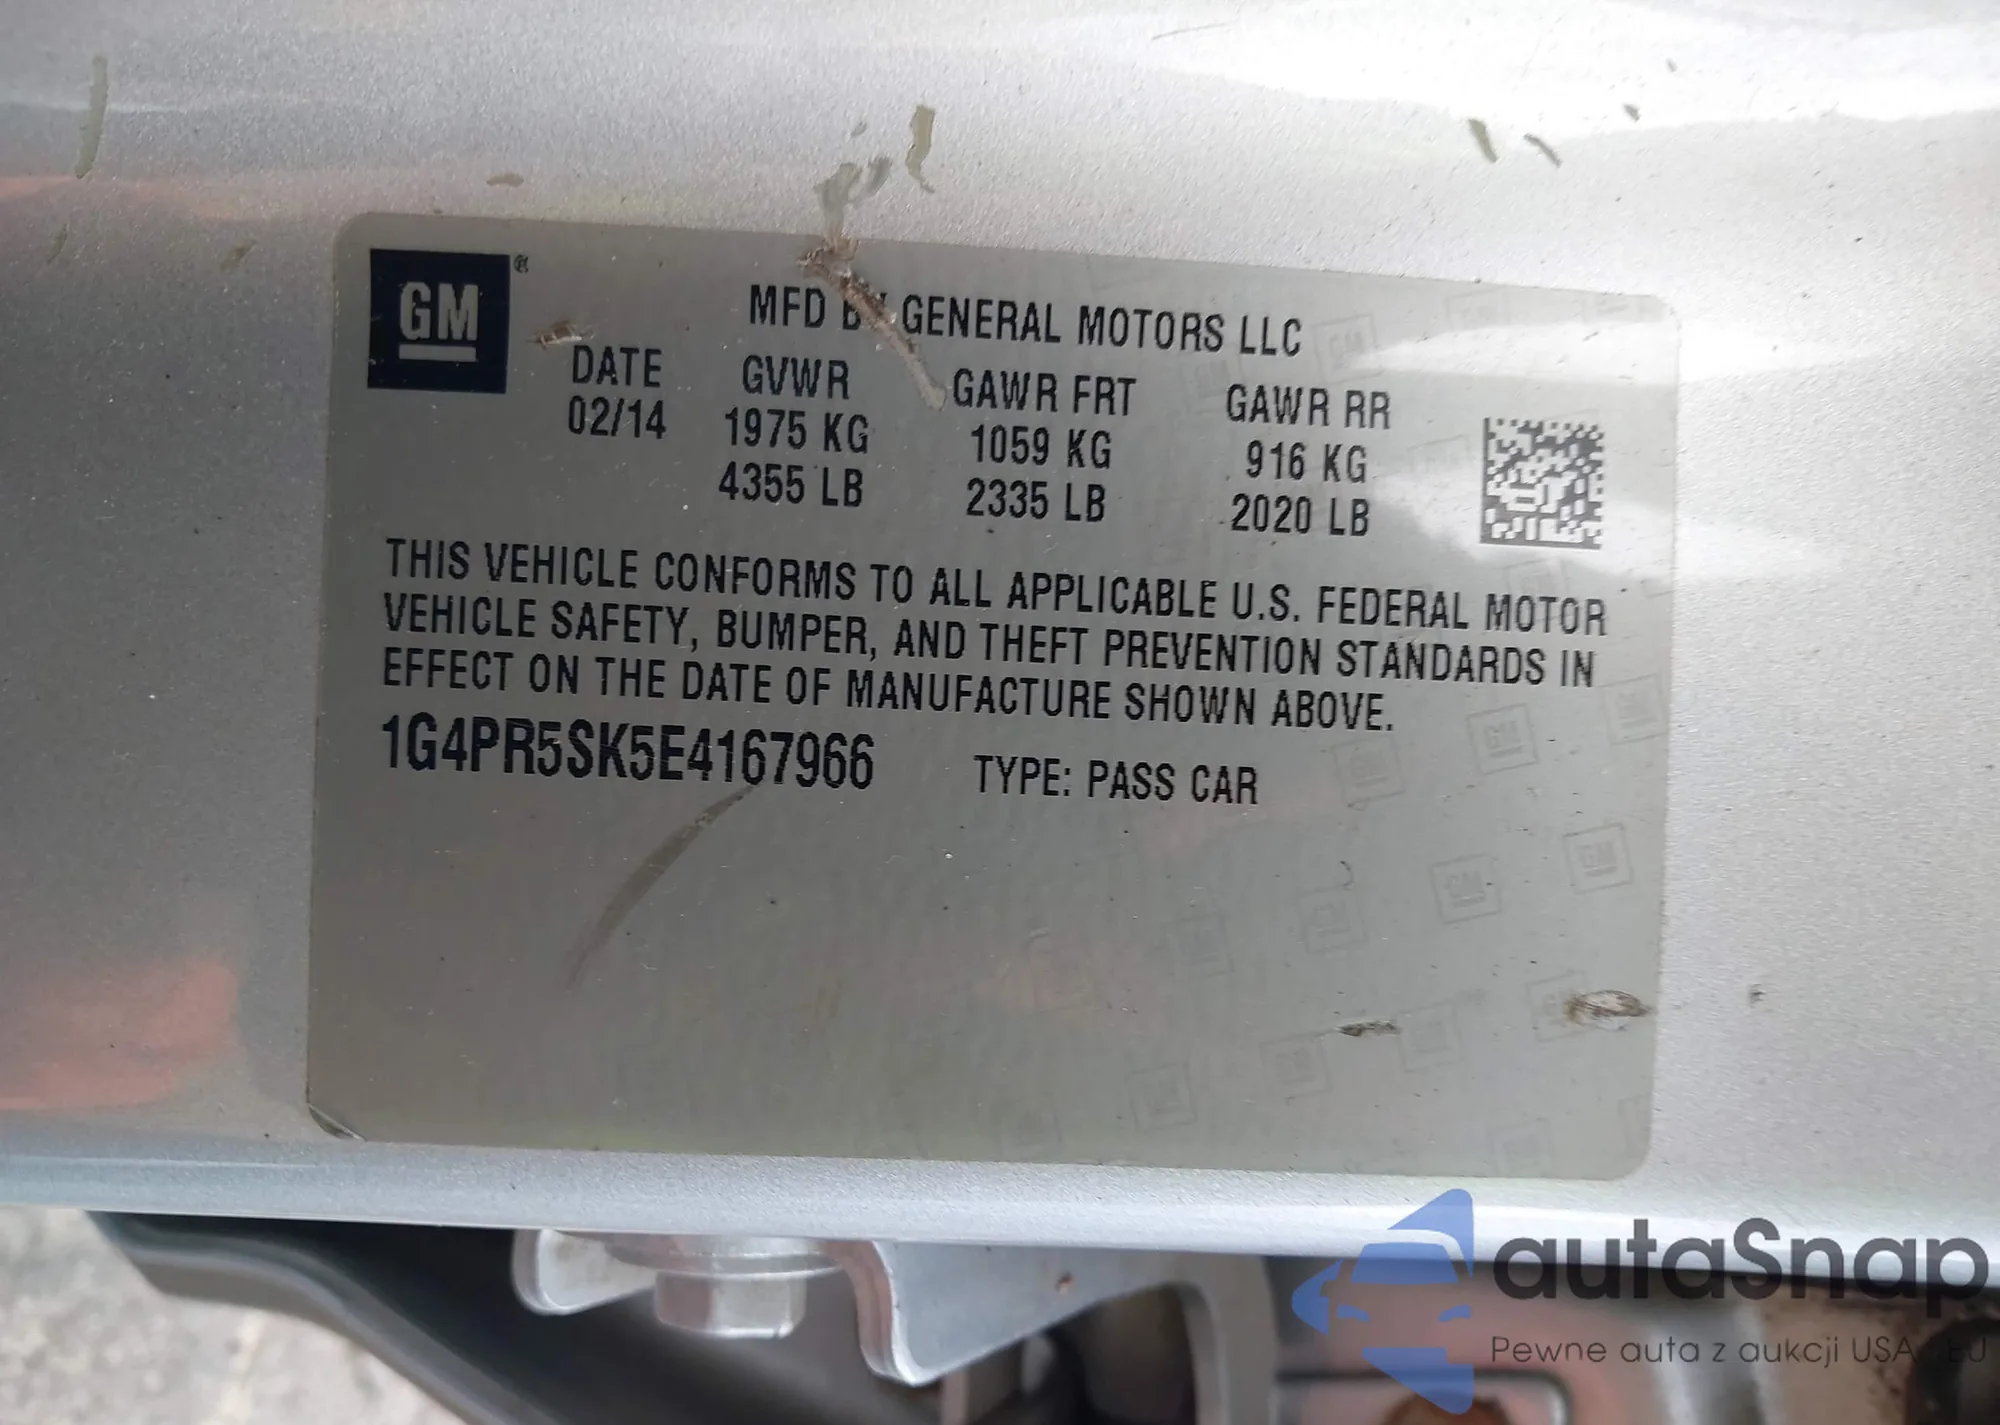 GM®
MFD BY GENERAL MOTORS LLC
DATE GVWR GAWR FRT GAWR RR
02/14 1975 KG 1059 KG 916 KG
4355 LB 2335 LB 2020 LB
THIS VEHICLE CONFORMS TO ALL APPLICABLE U.S. FEDERAL MOTOR
VEHICLE SAFETY, BUMPER, AND THEFT PREVENTION STANDARDS IN
EFFECT ON THE DATE OF MANUFACTURE SHOWN ABOVE.
1G4PR5SK5E4167966 TYPE: PASS CAR
autaSnap
Pewne auta z aukcji USA EU